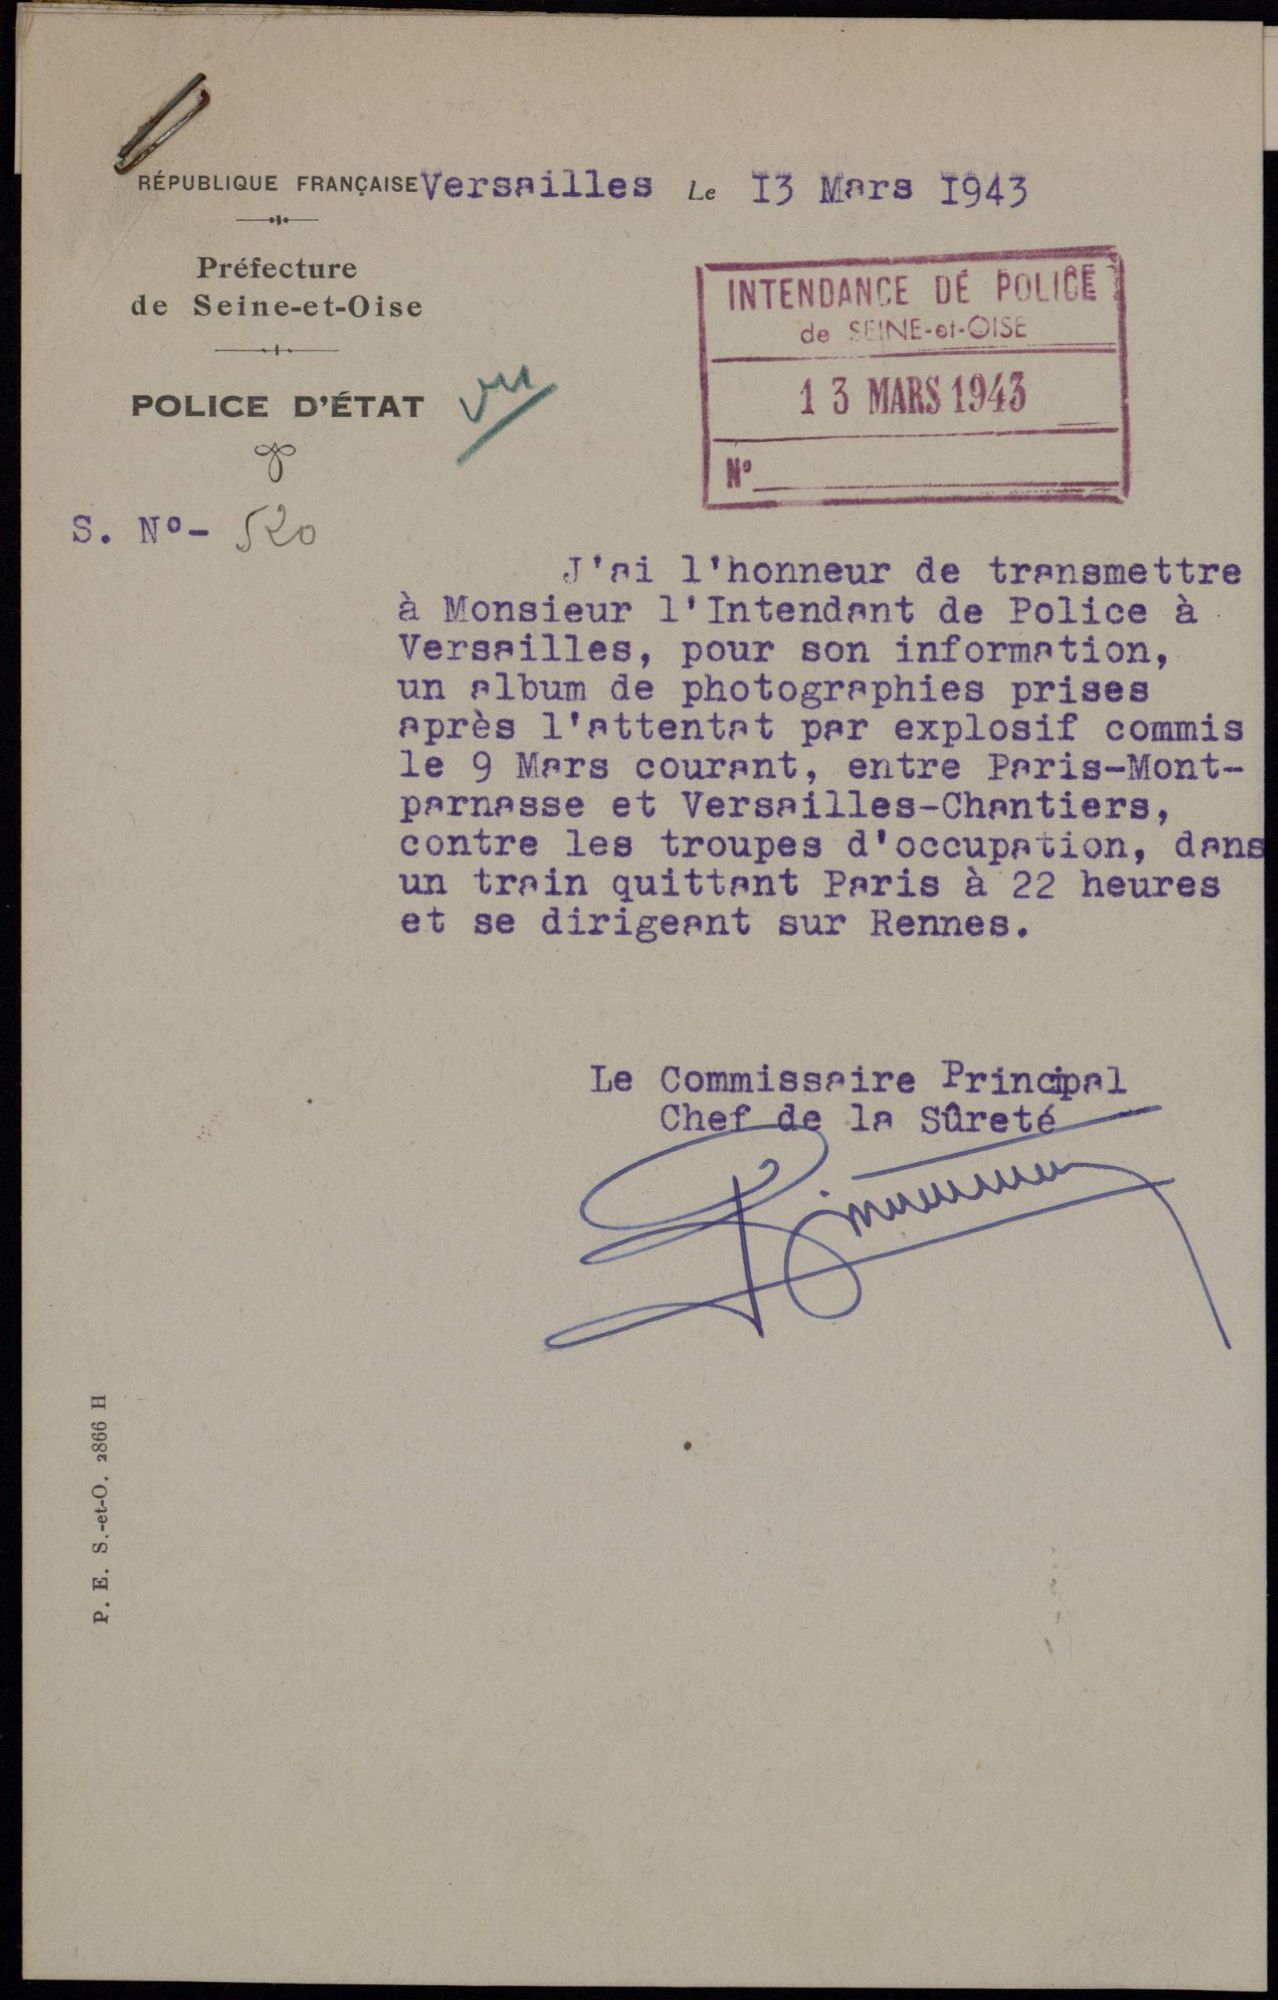 RÉPUBLIQUE FRANÇAISE Versailles Le I3 Mars I943
Préfecture
de Seine-et-Oise
POLICE D'ÉTAT
vu
INTENDANCE DE POLICE
de SEINE-et-OISE
13 MARS 1943
N°
S. N°- 520
J'ai l'honneur de transmettre
à Monsieur l'Intendant de Police à
Versailles, pour son information,
un album de photographies prises
après l'attentat par explosif commis
le 9 Mars courant, entre Paris-Mont-
parnasse et Versailles-Chantiers,
contre les troupes d'occupation, dans
un train quittant Paris à 22 heures
et se dirigeant sur Rennes.
Le Commissaire Principal
Chef de la Sûreté
P. E. S.-et-O. 2866 H